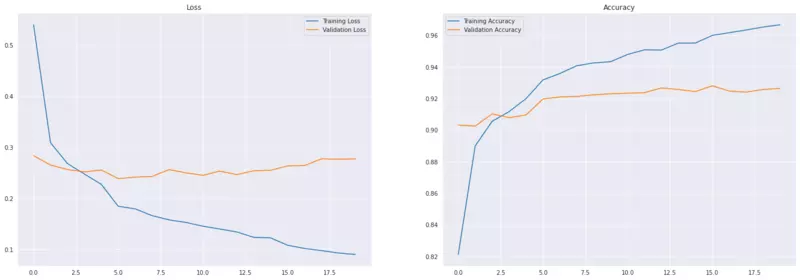 Loss
Training Loss
Validation Loss
0.5
0.4
0.3
0.2
0.1
0.0 2.5 5.0 7.5 10.0 12.5 15.0 17.5
Accuracy
Training Accuracy
Validation Accuracy
0.96
0.94
0.92
0.90
0.88
0.86
0.84
0.82
0.0 2.5 5.0 7.5 10.0 12.5 15.0 17.5